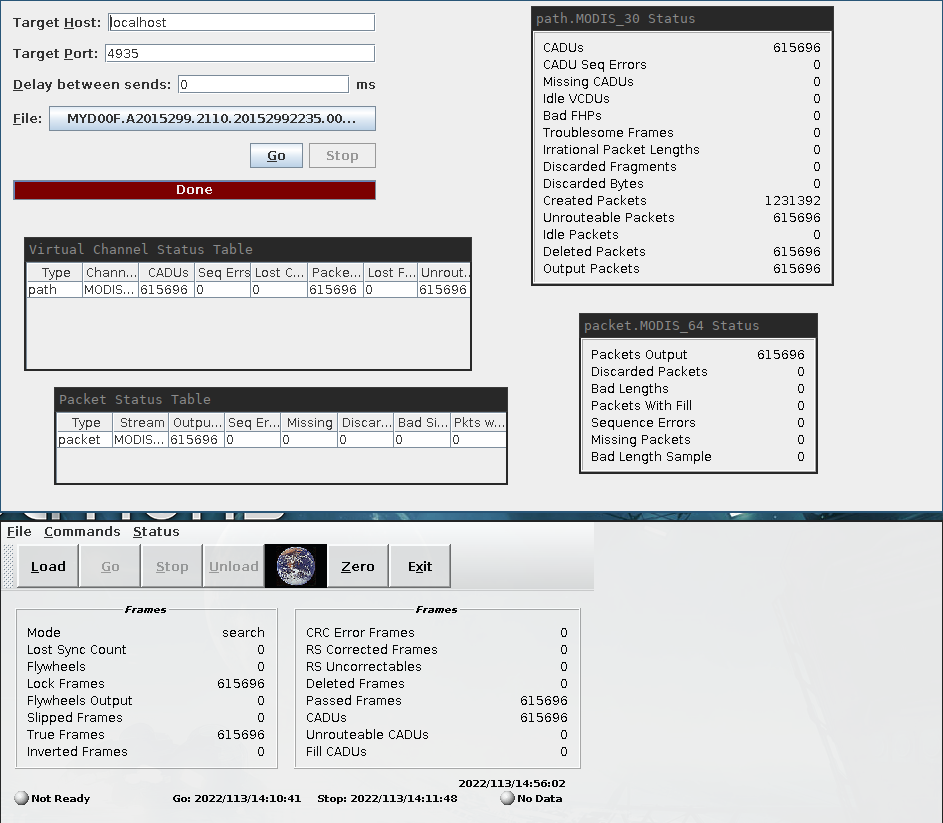 Target Host: localhost
Target Port: 4935
Delay between sends: 0 ms
File: MYD00F.A2015299.2110.20152992235.00...
Go Stop
Done
Virtual Channel Status Table
Type Chann... CADUs Seq Errs Lost C... Packe... Lost F... Unrout..
path MODIS... 615696 0 0 615696 0 615696
Packet Status Table
Type Stream Outpu... Seq Er... Missing Discar... Bad Si... Pkts w...
packet MODIS... 615696 0 0 0 0 0
path.MODIS_30 Status
CADUs 615696
CADU Seq Errors 0
Missing CADUs 0
Idle VCDUs 0
Bad FHPs 0
Troublesome Frames 0
Irrational Packet Lengths 0
Discarded Fragments 0
Discarded Bytes 0
Created Packets 1231392
Unrouteable Packets 615696
Idle Packets 0
Deleted Packets 615696
Output Packets 615696
packet.MODIS_64 Status
Packets Output 615696
Discarded Packets 0
Bad Lengths 0
Packets With Fill 0
Sequence Errors 0
Missing Packets 0
Bad Length Sample 0
File Commands Status
Load Go Stop Unload Zero Exit
Frames
Mode search
Lost Sync Count 0
Flywheels 0
Lock Frames 615696
Flywheels Output 0
Slipped Frames 0
True Frames 615696
Inverted Frames 0
Frames
CRC Error Frames 0
RS Corrected Frames 0
RS Uncorrectables 0
Deleted Frames 0
Passed Frames 615696
CADUs 615696
Unrouteable CADUs 0
Fill CADUs 0
2022/113/14:56:02
Not Ready Go: 2022/113/14:10:41 Stop: 2022/113/14:11:48 No Data